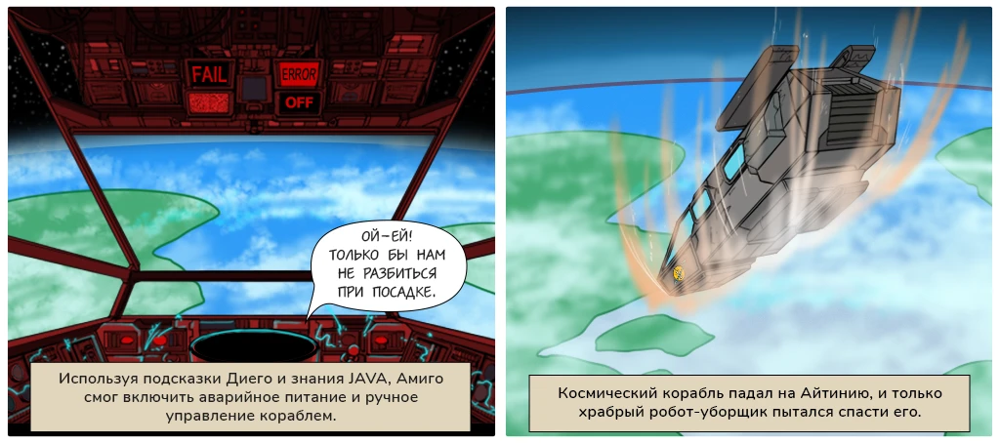 FAIL
ERROR
OFF
ОЙ-ЕЙ!
ТОЛЬКО БЫ НАМ
НЕ РАЗБИТЬСЯ
ПРИ ПОСАДКЕ.
Используя подсказки Диего и знания JAVA, Амиго
смог включить аварийное питание и ручное
управление кораблем.
Космический корабль падал на Айтинию, и только
храбрый робот-уборщик пытался спасти его.